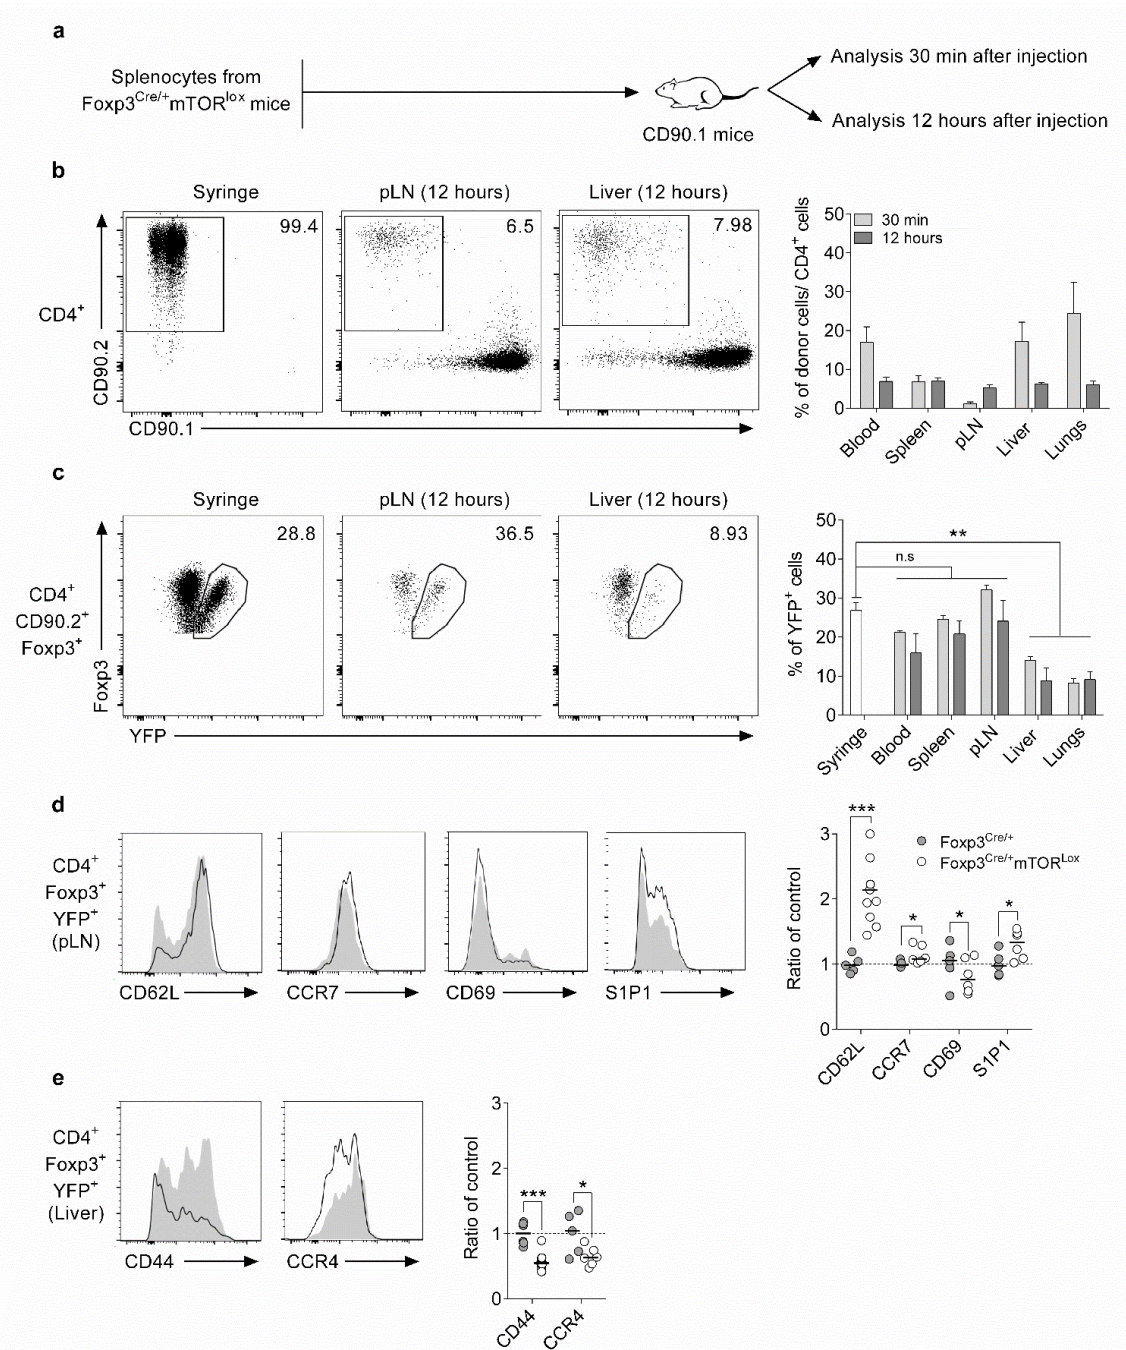 a
Splenocytes from
Foxp3Cre/+mTORlox mice
CD90.1 mice
Analysis 30 min after injection
Analysis 12 hours after injection
b
Syringe
pLN (12 hours)
Liver (12 hours)
99.4
6.5
7.98
CD4+
CD90.2
CD90.1
% of donor cells/ CD4+ cells
50
40
30
20
10
0
30 min
12 hours
Blood
Spleen
pLN
Liver
Lungs
c
Syringe
pLN (12 hours)
Liver (12 hours)
28.8
36.5
8.93
CD4+
CD90.2+
Foxp3+
Foxp3
YFP
% of YFP+ cells
50
40
30
20
10
0
**
n.s
Syringe
Blood
Spleen
pLN
Liver
Lungs
d
CD4+
Foxp3+
YFP+
(pLN)
CD62L
CCR7
CD69
S1P1
Ratio of control
3
2
1
0
***
*
*
*
Foxp3Cre/+
Foxp3Cre/+mTORLox
CD62L
CCR7
CD69
S1P1
e
CD4+
Foxp3+
YFP+
(Liver)
CD44
CCR4
Ratio of control
3
2
1
0
***
*
CD44
CCR4